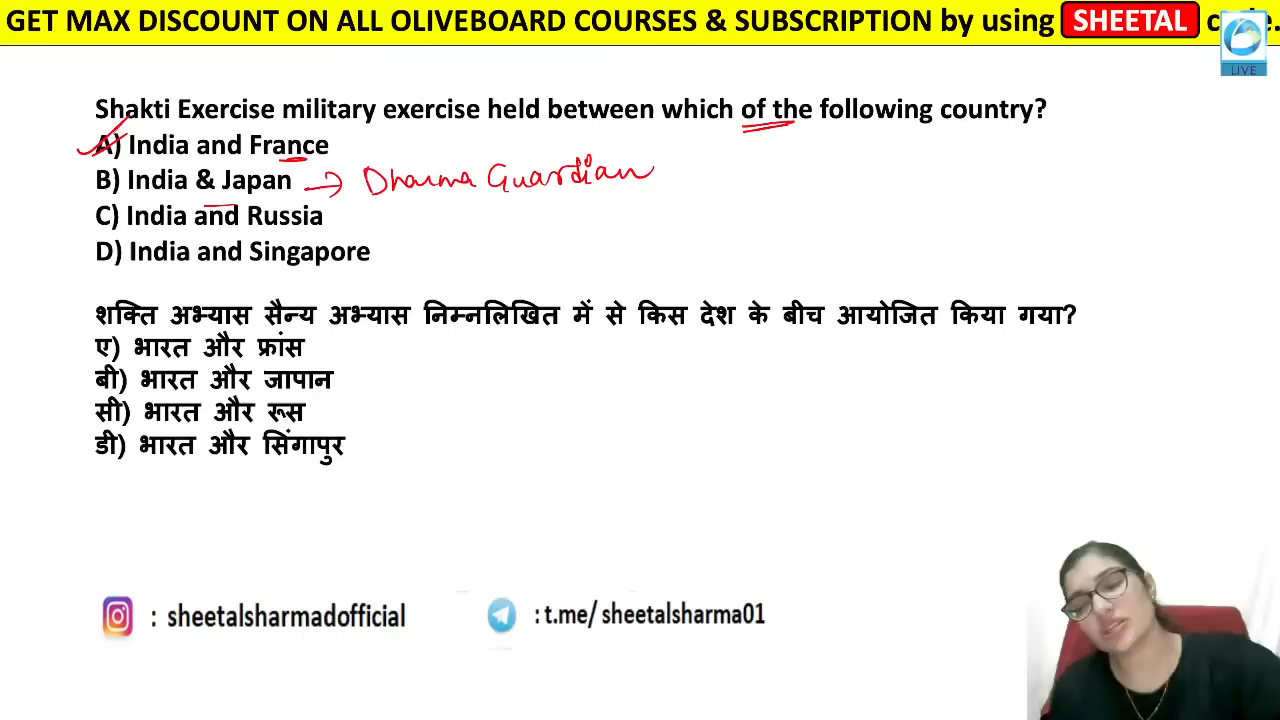 GET MAX DISCOUNT ON ALL OLIVEBOARD COURSES & SUBSCRIPTION by using SHEETAL
LIVE
Shakti Exercise military exercise held between which of the following country?
A) India and France
B) India & Japan → Dharma Guardian
C) India and Russia
D) India and Singapore
शक्ति अभ्यास सैन्य अभ्यास निम्नलिखित में से किस देश के बीच आयोजित किया गया?
ए) भारत और फ्रांस
बी) भारत और जापान
सी) भारत और रूस
डी) भारत और सिंगापुर
: sheetalsharmadofficial
: t.me/ sheetalsharma01